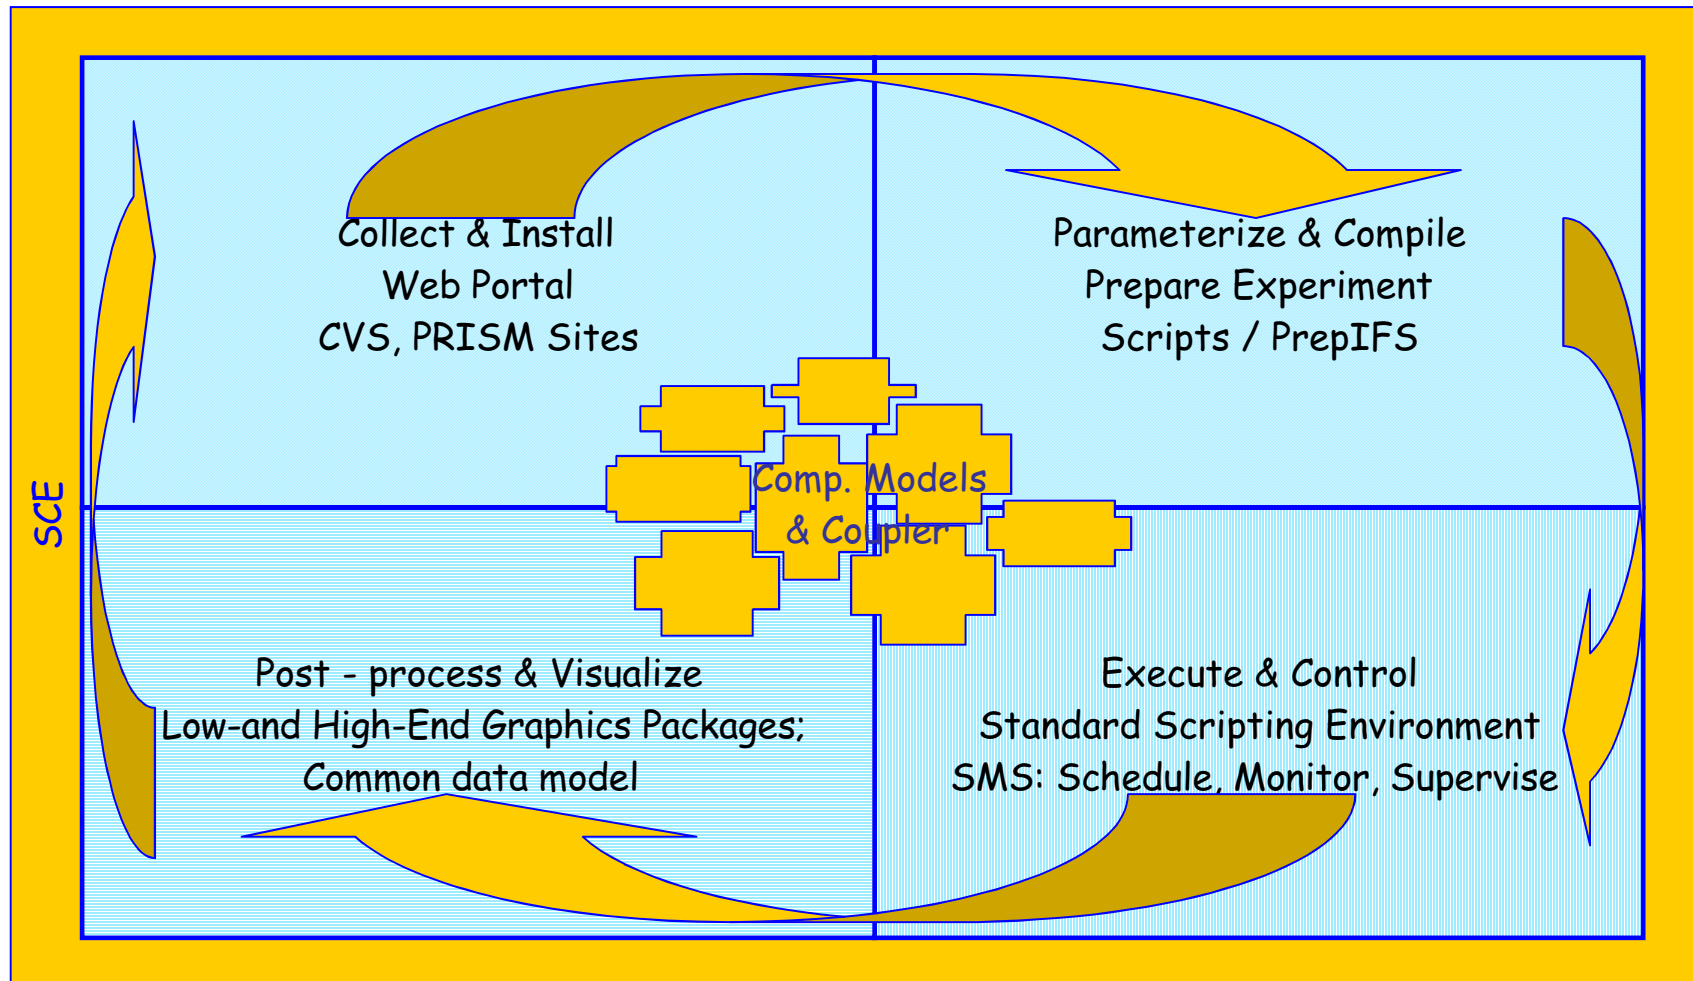 Collect & Install
Web Portal
CVS, PRISM Sites
Parameterize & Compile
Prepare Experiment
Scripts / PrepIFS
SCE
Comp. Models
& Coupler
Post - process & Visualize
Low-and High-End Graphics Packages;
Common data model
Execute & Control
Standard Scripting Environment
SMS: Schedule, Monitor, Supervise